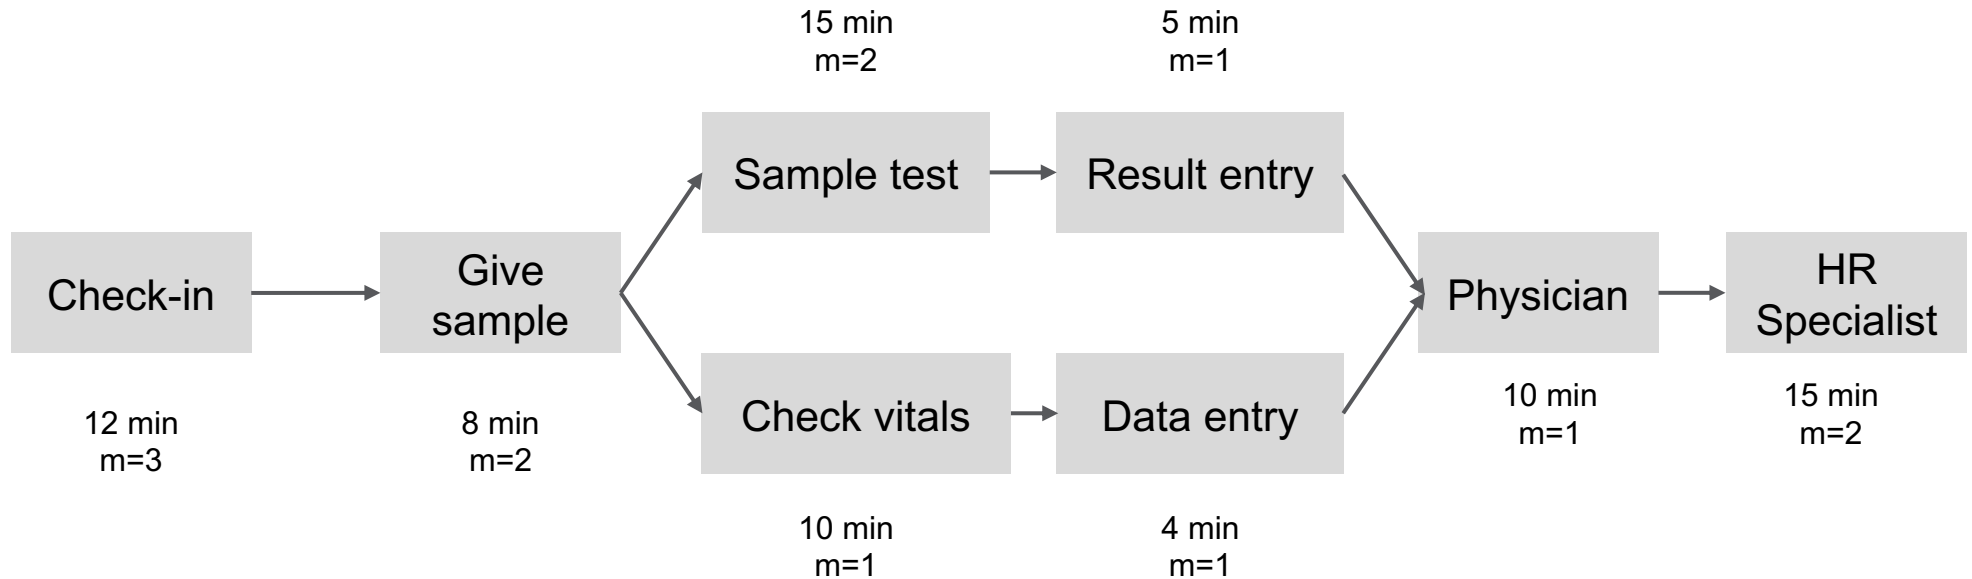 15 min
m=2
5 min
m=1
Sample test
Result entry
Check-in
Give
sample
Physician
HR
Specialist
12 min
m=3
8 min
m=2
Check vitals
Data entry
10 min
m=1
15 min
m=2
10 min
m=1
4 min
m=1